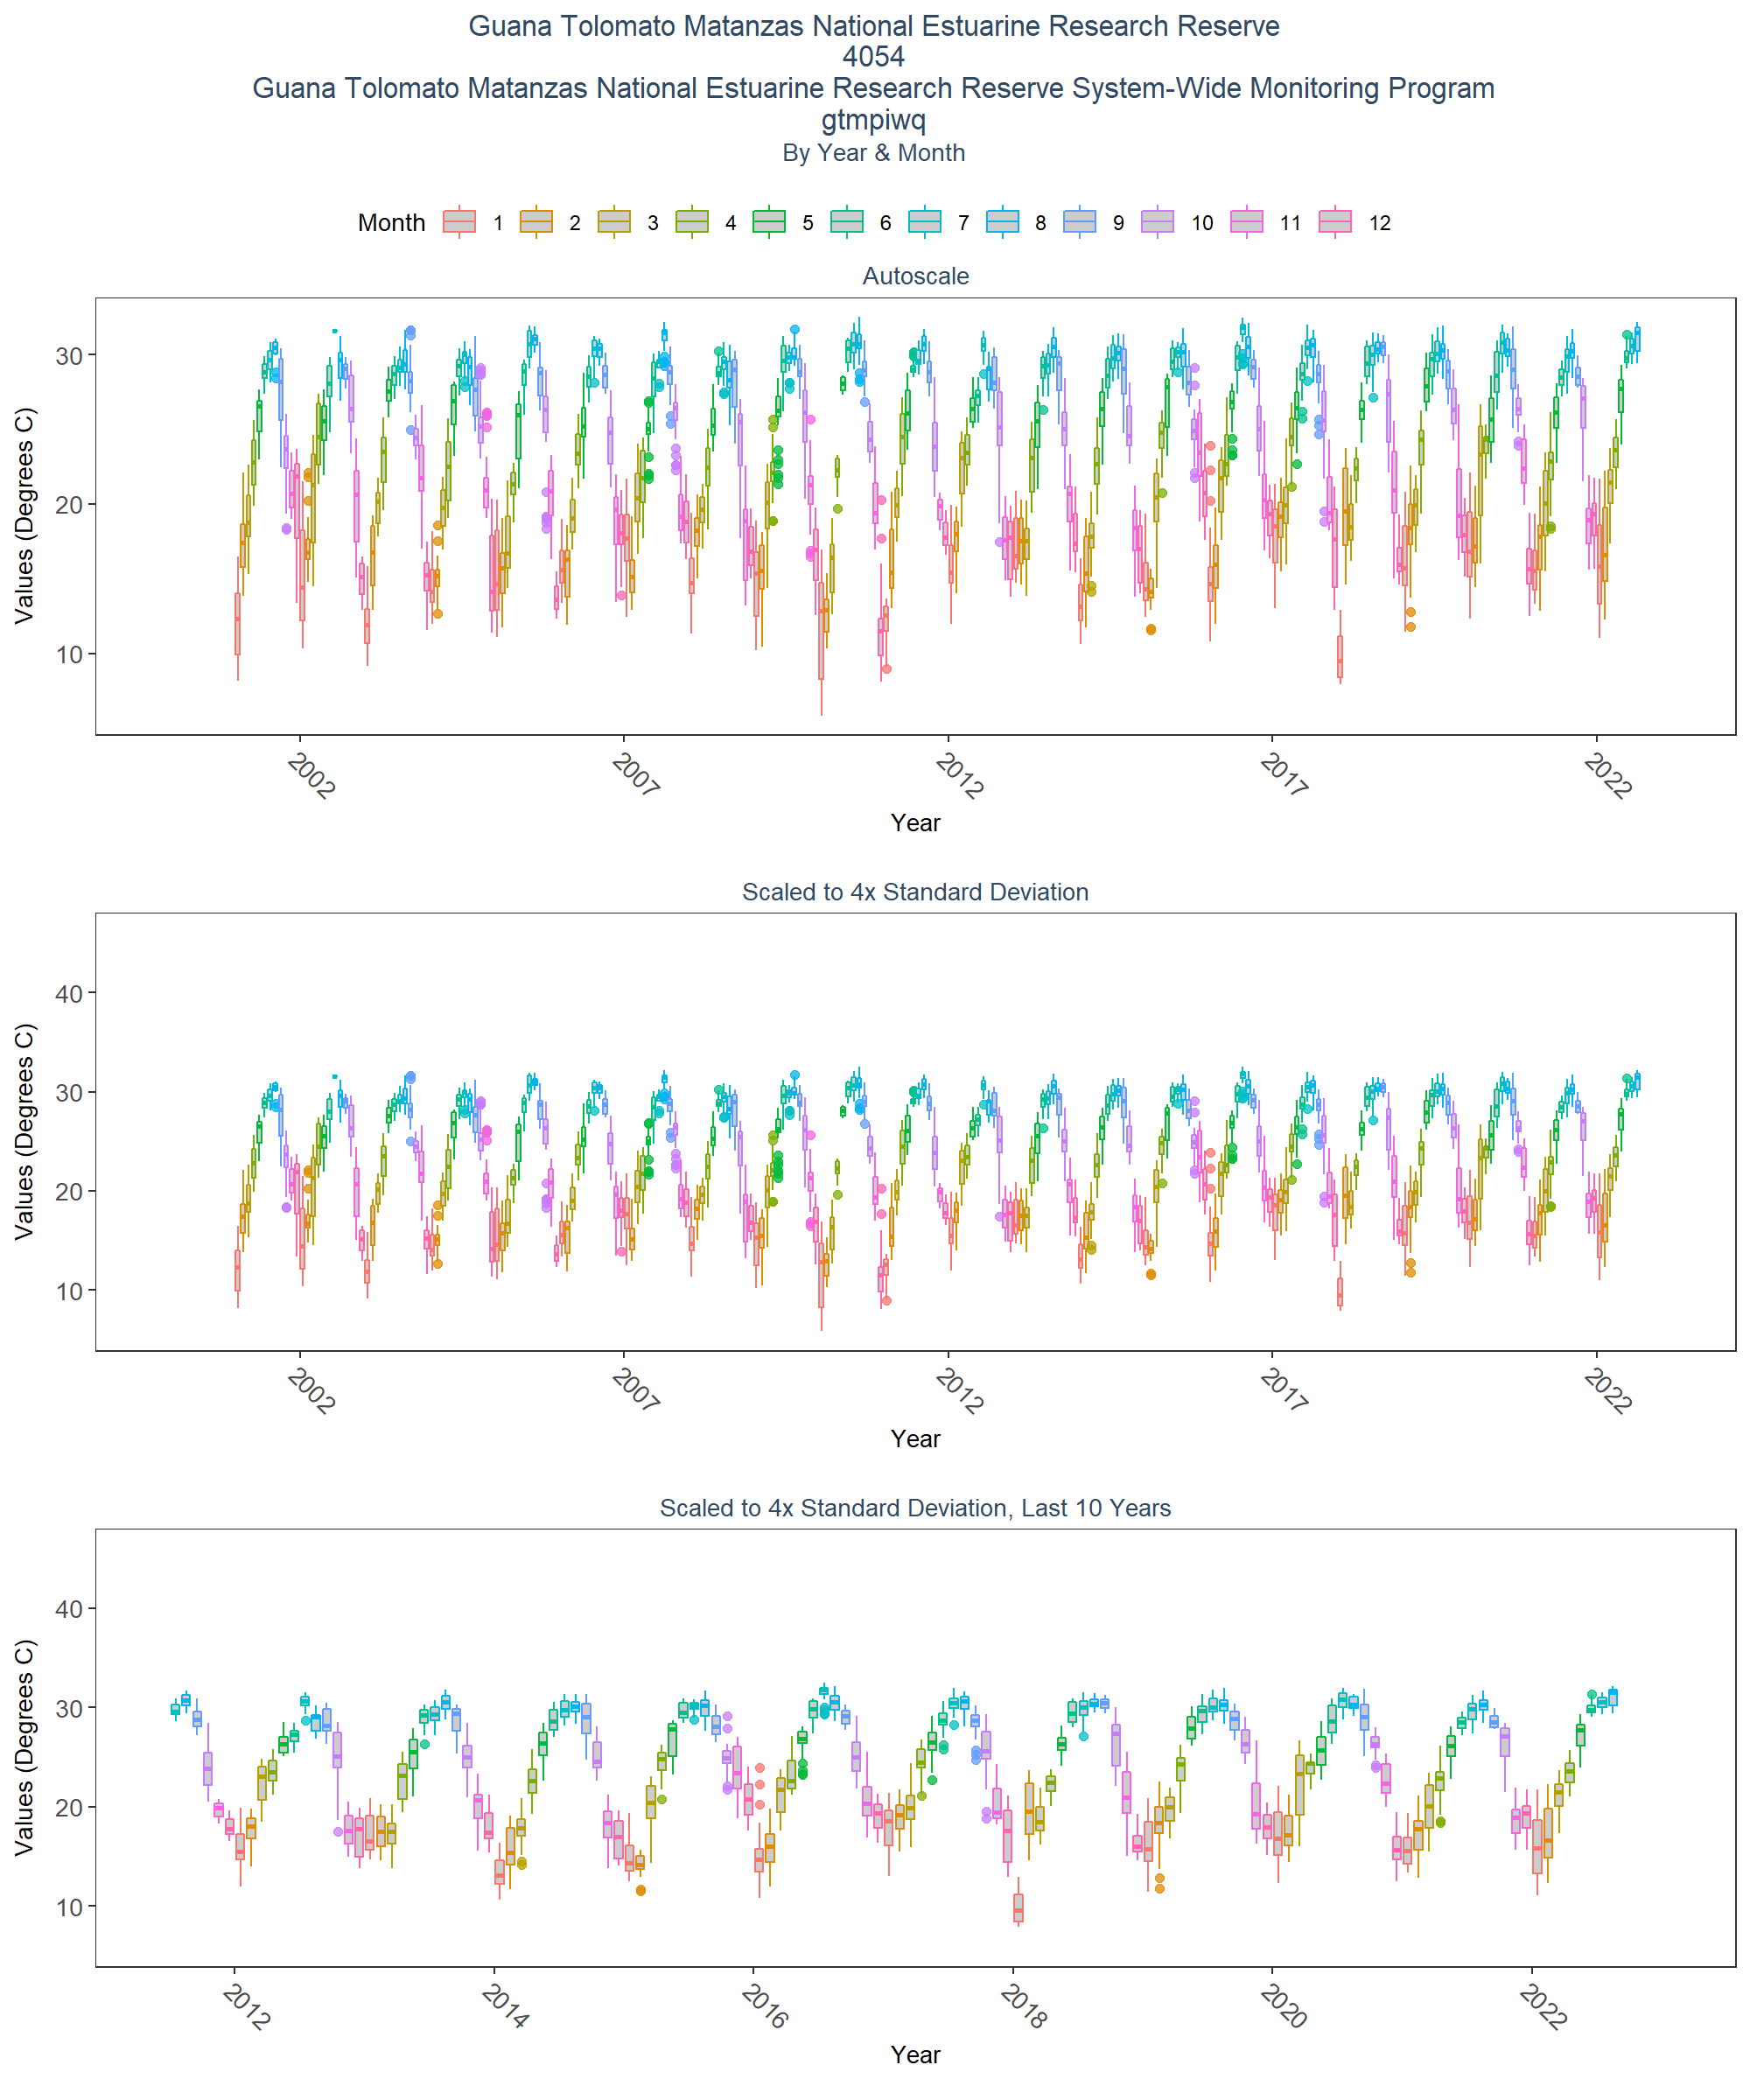 Guana Tolomato Matanzas National Estuarine Research Reserve
4054
Guana Tolomato Matanzas National Estuarine Research Reserve System-Wide Monitoring Program
gtmpiwq
By Year & Month
Month 1 2 3 4 5 6 7 8 9 10 11 12
Autoscale
Values (Degrees C)
30
20
10
2002 2007 2012 2017 2022
Year
Scaled to 4x Standard Deviation
Values (Degrees C)
40
30
20
10
2002 2007 2012 2017 2022
Year
Scaled to 4x Standard Deviation, Last 10 Years
Values (Degrees C)
40
30
20
10
2012 2014 2016 2018 2020 2022
Year